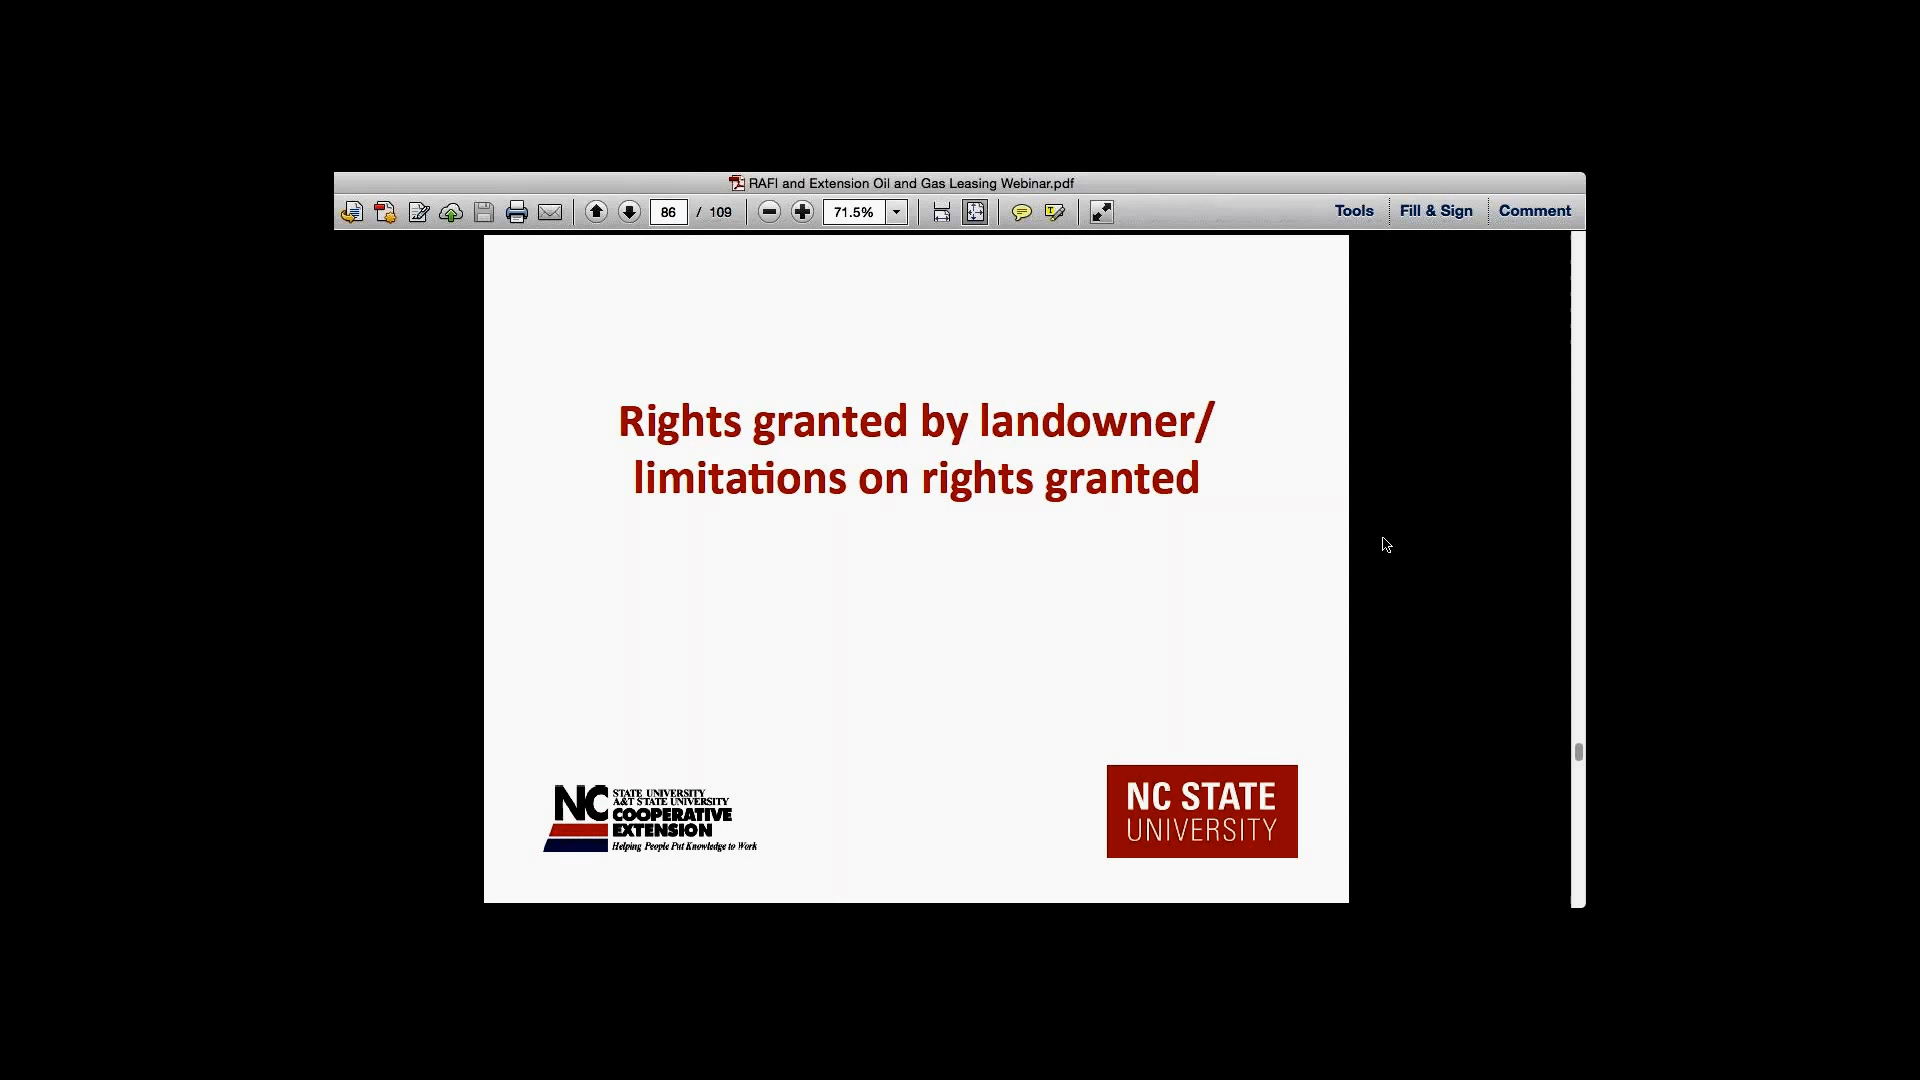 RAFI and Extension Oil and Gas Leasing Webinar.pdf
86 / 109 71.5% Tools Fill & Sign Comment
Rights granted by landowner/
limitations on rights granted
NC STATE UNIVERSITY
A&T STATE UNIVERSITY
COOPERATIVE
EXTENSION
Helping People Put Knowledge to Work
NC STATE
UNIVERSITY